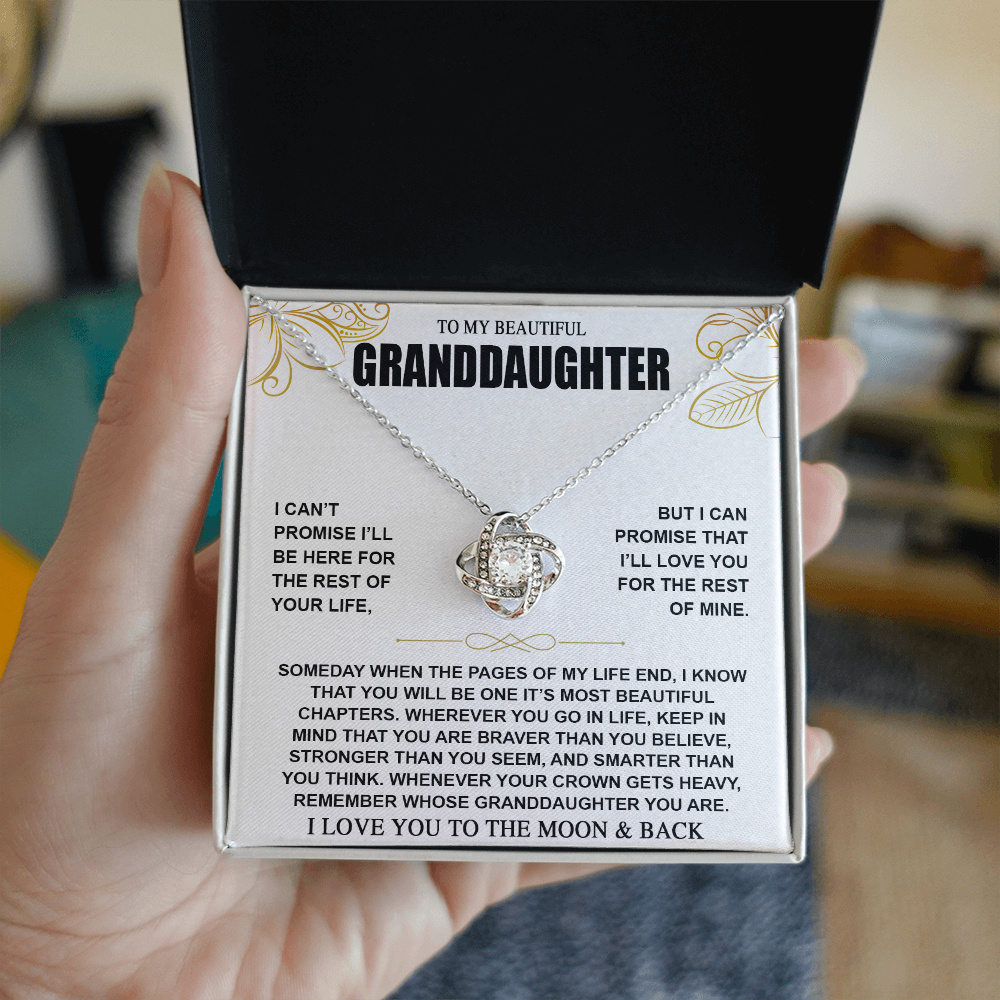 TO MY BEAUTIFUL
GRANDDAUGHTER
I CAN'T
PROMISE I'LL
BE HERE FOR
THE REST OF
YOUR LIFE,
BUT I CAN
PROMISE THAT
I'LL LOVE YOU
FOR THE REST
OF MINE.
SOMEDAY WHEN THE PAGES OF MY LIFE END, I KNOW
THAT YOU WILL BE ONE IT'S MOST BEAUTIFUL
CHAPTERS. WHEREVER YOU GO IN LIFE, KEEP IN
MIND THAT YOU ARE BRAVER THAN YOU BELIEVE,
STRONGER THAN YOU SEEM, AND SMARTER THAN
YOU THINK. WHENEVER YOUR CROWN GETS HEAVY,
REMEMBER WHOSE GRANDDAUGHTER YOU ARE.
I LOVE YOU TO THE MOON & BACK